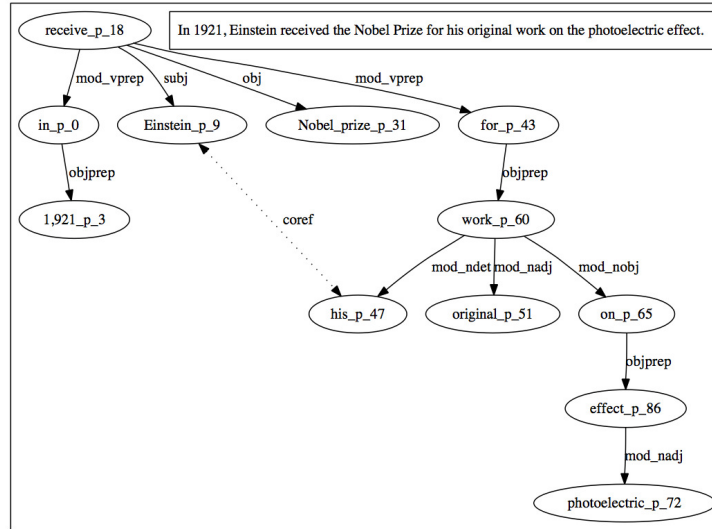 receive_p_18
In 1921, Einstein received the Nobel Prize for his original work on the photoelectric effect.
mod_vprep subj obj mod_vprep
in_p_0 Einstein_p_9 Nobel_prize_p_31 for_p_43
objprep objprep
1,921_p_3 coref work_p_60
mod_ndet mod_nadj mod_nobj
his_p_47 original_p_51 on_p_65
objprep
effect_p_86
mod_nadj
photoelectric_p_72